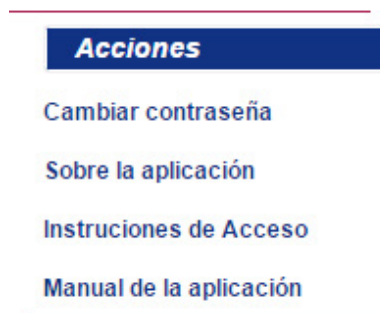 Acciones
Cambiar contraseña
Sobre la aplicación
Instruciones de Acceso
Manual de la aplicación